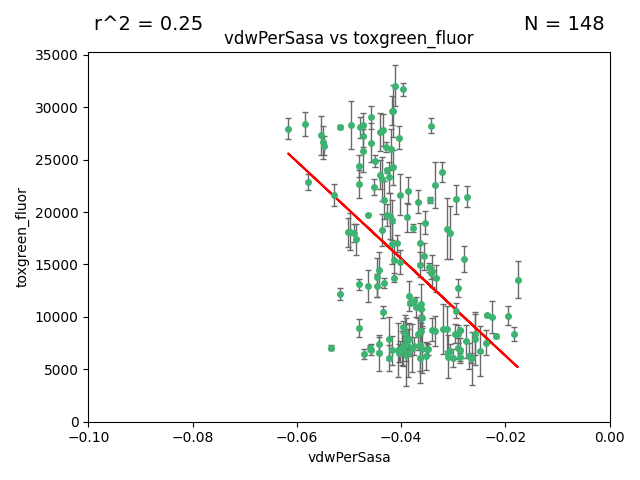 r^2 = 0.25
N = 148
vdwPerSasa vs toxgreen_fluor
35000
30000
25000
20000
15000
10000
5000
0
toxgreen_fluor
−0.10
−0.08
−0.06
−0.04
−0.02
0.00
vdwPerSasa